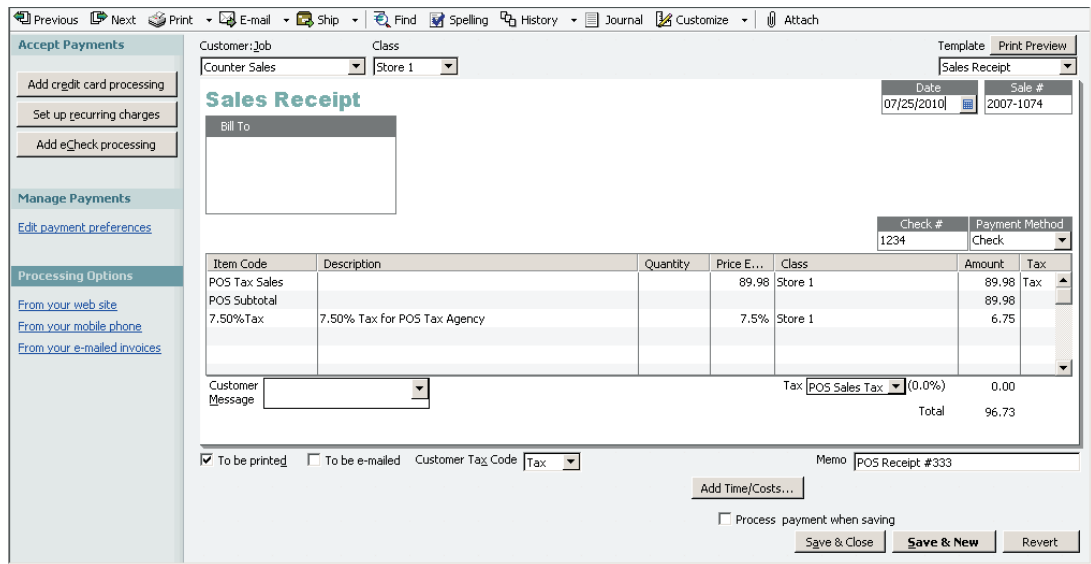 Previous Next Print E-mail Ship Find Spelling History Journal Customize Attach
Accept Payments
Add credit card processing
Set up recurring charges
Add eCheck processing
Manage Payments
Edit payment preferences
Processing Options
From your web site
From your mobile phone
From your e-mailed invoices
Customer:Job Class Template Print Preview
Counter Sales Store 1 Sales Receipt
Sales Receipt
Date Sale #
07/25/2010 2007-1074
Bill To
Check # Payment Method
1234 Check
Item Code Description Quantity Price E... Class Amount Tax
POS Tax Sales 89.98 Store 1 89.98 Tax
POS Subtotal 89.98
7.50%Tax 7.50% Tax for POS Tax Agency 7.5% Store 1 6.75
Customer Message
Tax POS Sales Tax (0.0%) 0.00
Total 96.73
To be printed To be e-mailed Customer Tax Code Tax Memo POS Receipt #333
Add Time/Costs...
Process payment when saving
Save & Close Save & New Revert